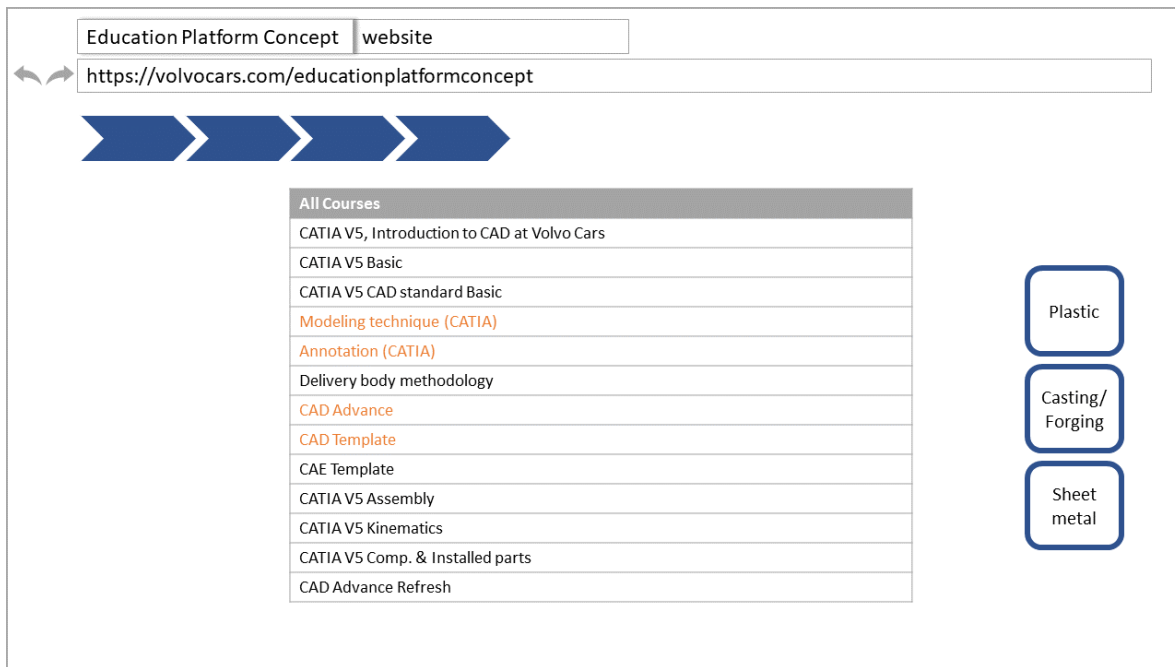 Education Platform Concept website
https://volvocars.com/educationplatformconcept
All Courses
CATIA V5, Introduction to CAD at Volvo Cars
CATIA V5 Basic
CATIA V5 CAD standard Basic
Modeling technique (CATIA)
Annotation (CATIA)
Delivery body methodology
CAD Advance
CAD Template
CAE Template
CATIA V5 Assembly
CATIA V5 Kinematics
CATIA V5 Comp. & Installed parts
CAD Advance Refresh
Plastic
Casting/
Forging
Sheet
metal